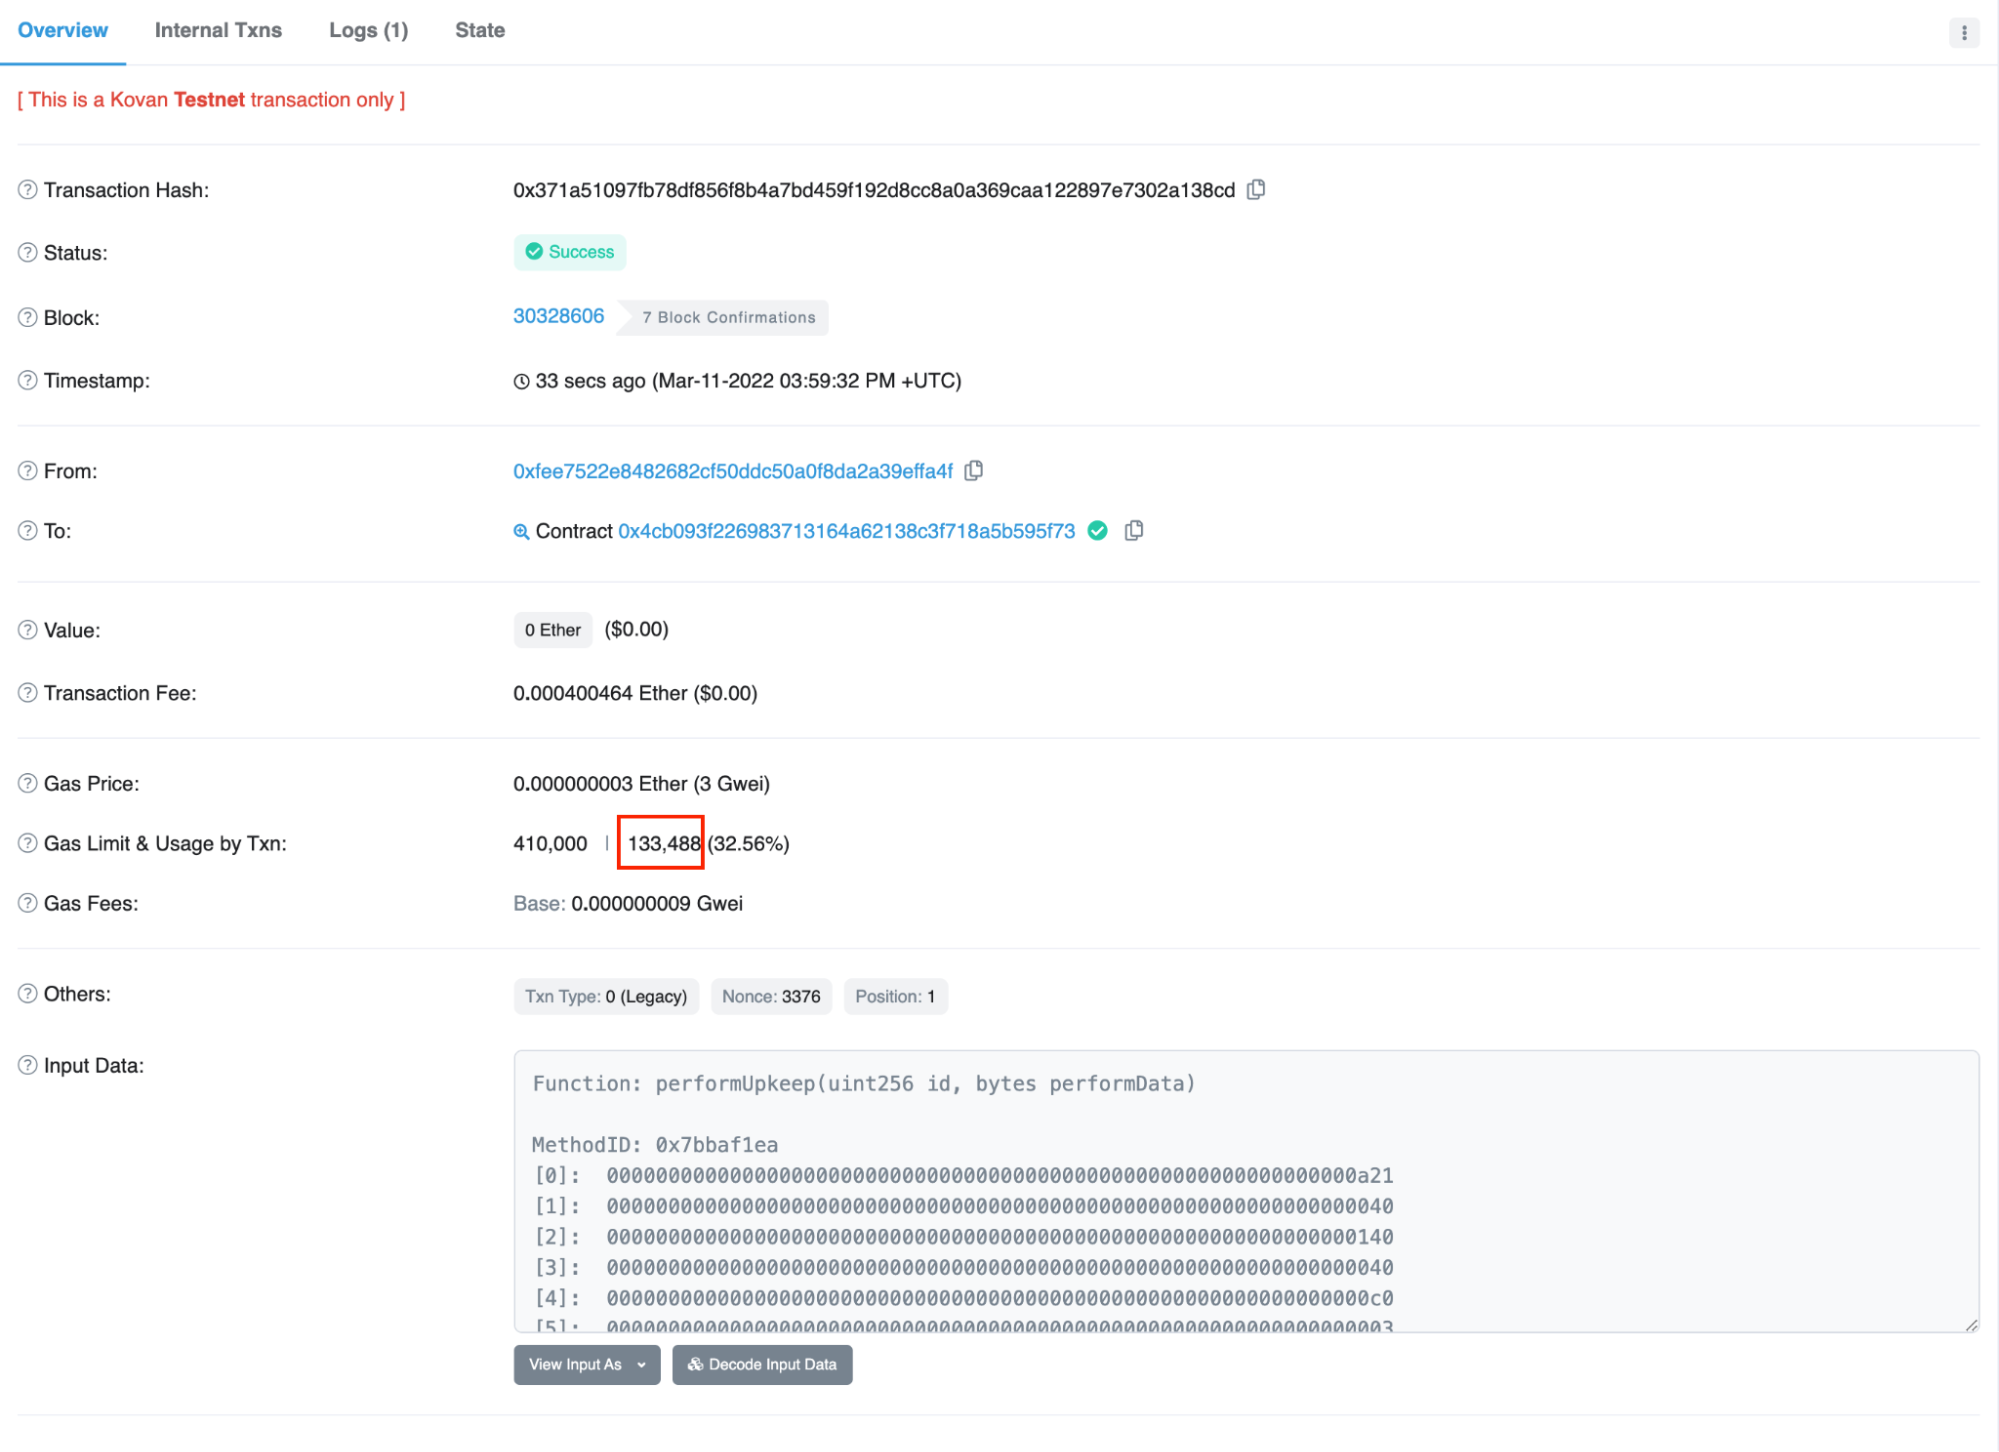 Overview Internal Txns Logs (1) State
[ This is a Kovan Testnet transaction only ]
Transaction Hash: 0x371a51097fb78df856f8b4a7bd459f192d8cc8a0a369caa122897e7302a138cd
Status: Success
Block: 30328606 7 Block Confirmations
Timestamp: 33 secs ago (Mar-11-2022 03:59:32 PM +UTC)
From: 0xfee7522e8482682cf50ddc50a0f8da2a39effa4f
To: Contract 0x4cb093f226983713164a62138c3f718a5b595f73
Value: 0 Ether ($0.00)
Transaction Fee: 0.000400464 Ether ($0.00)
Gas Price: 0.000000003 Ether (3 Gwei)
Gas Limit & Usage by Txn: 410,000 | 133,488 (32.56%)
Gas Fees: Base: 0.000000009 Gwei
Others: Txn Type: 0 (Legacy) Nonce: 3376 Position: 1
Input Data:
Function: performUpkeep(uint256 id, bytes performData)
MethodID: 0x7bbaf1ea
[0]: 0000000000000000000000000000000000000000000000000000000000000a21
[1]: 0000000000000000000000000000000000000000000000000000000000000040
[2]: 0000000000000000000000000000000000000000000000000000000000000140
[3]: 0000000000000000000000000000000000000000000000000000000000000040
[4]: 00000000000000000000000000000000000000000000000000000000000000c0
[5]: 0000000000000000000000000000000000000000000000000000000000000003
View Input As Decode Input Data